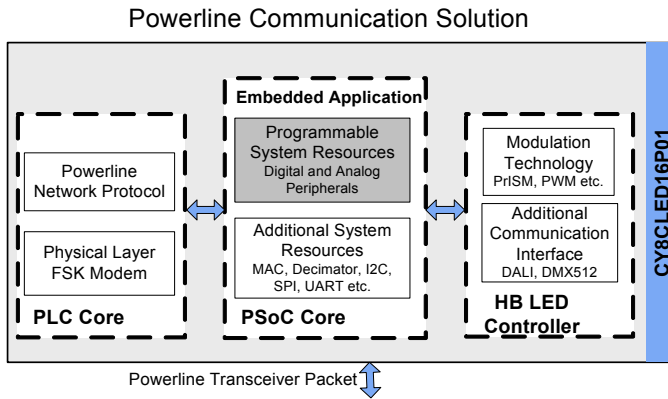 Powerline Communication Solution
Powerline
Network Protocol
Physical Layer
FSK Modem
PLC Core
Embedded Application
Programmable
System Resources
Digital and Analog
Peripherals
Additional System
Resources
MAC, Decimator, I2C,
SPI, UART etc.
PSoC Core
Modulation
Technology
PrISM, PWM etc.
Additional
Communication
Interface
DALI, DMX512
HB LED
Controller
CY8CLED16P01
Powerline Transceiver Packet